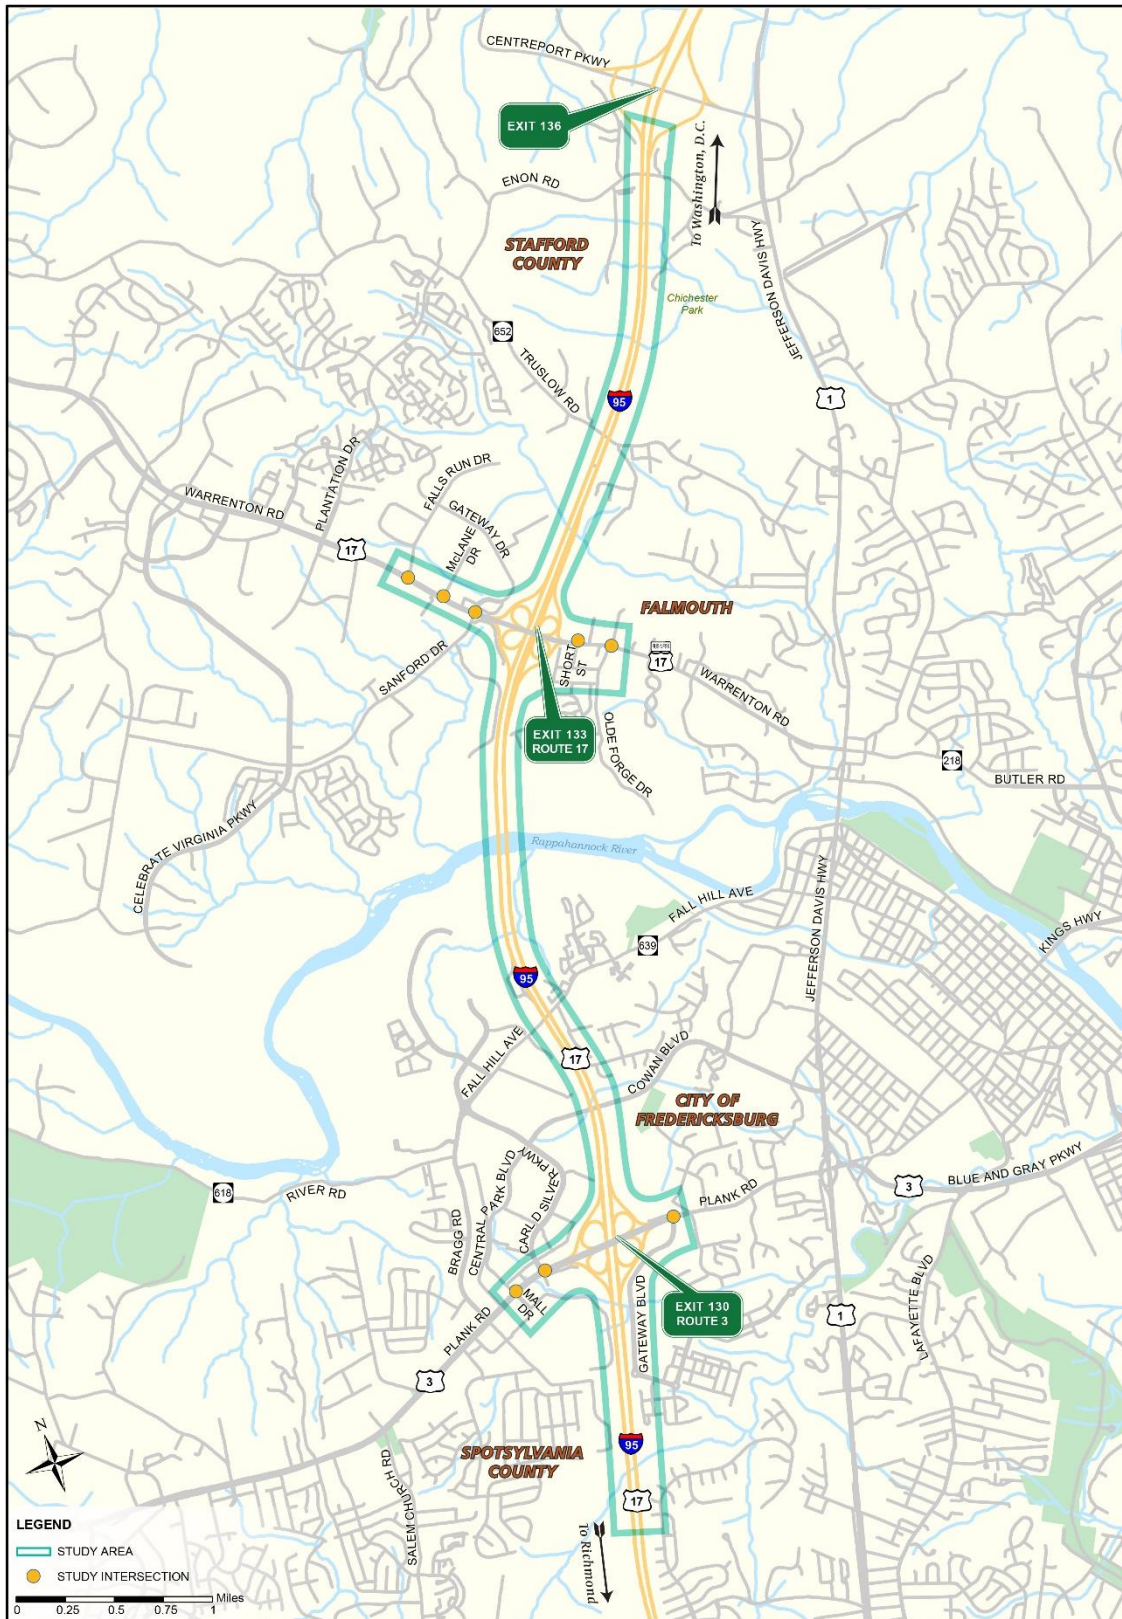 CENTREPORT PKWY
EXIT 136
To Washington, D.C.
ENON RD
STAFFORD
COUNTY
JEFFERSON DAVIS HWY
Chichester
Park
652
TRUSLOW RD
95
1
PLANTATION DR
FALLS RUN DR
WARRENTON RD
GATEWAY DR
McLANE
DR
17
FALMOUTH
SHORT
ST
17
SANFORD DR
WARRENTON RD
EXIT 133
ROUTE 17
OLDE FORGE DR
218
BUTLER RD
CELEBRATE VIRGINIA PKWY
Rappahannock River
JEFFERSON DAVIS HWY
FALL HILL AVE
KINGS HWY
639
95
FALL HILL AVE
17
COWAN BLVD
CITY OF
FREDERICKSBURG
BLUE AND GRAY PKWY
3
618
RIVER RD
BRAGG RD
CENTRAL PARK BLVD
CARL D SILVER PKWY
PLANK RD
MALL
DR
PLANK RD
EXIT 130
ROUTE 3
GATEWAY BLVD
1
LAFAYETTE BLVD
3
95
SPOTSYLVANIA
COUNTY
17
N
SALEM CHURCH RD
To Richmond
LEGEND
STUDY AREA
STUDY INTERSECTION
Miles
0 0.25 0.5 0.75 1